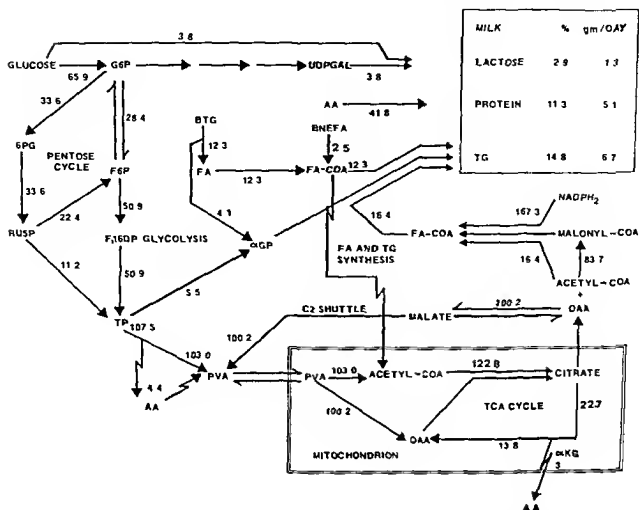 3.8
MILK % gm/DAY
GLUCOSE G6P UDPGAL
65.9 3.8
LACTOSE 2.9 1.3
AA
41.8
33.6 28.4
BTG BNEFA
PROTEIN 11.3 5.1
12.3 2.5
6PG PENTOSE
CYCLE
F6P FA 12.3 FA-COA 12.3
TG 14.8 6.7
33.6 22.4 50.9
4.1 16.4 167.3 NADPH2
RUSP F,16DP GLYCOLYSIS αGP
FA AND TG
SYNTHESIS
FA-COA MALONYL-COA
11.2 50.9 16.4 83.7
5.5
ACETYL-COA
+
TP C2 SHUTTLE MALATE 100.2 OAA
107.5 100.2
103.0
4.4 PVA PVA 103.0 ACETYL-COA 122.8 CITRATE
AA
100.2 TCA CYCLE 22.7
OAA
13.8
MITOCHONDRION αKG
3
AA